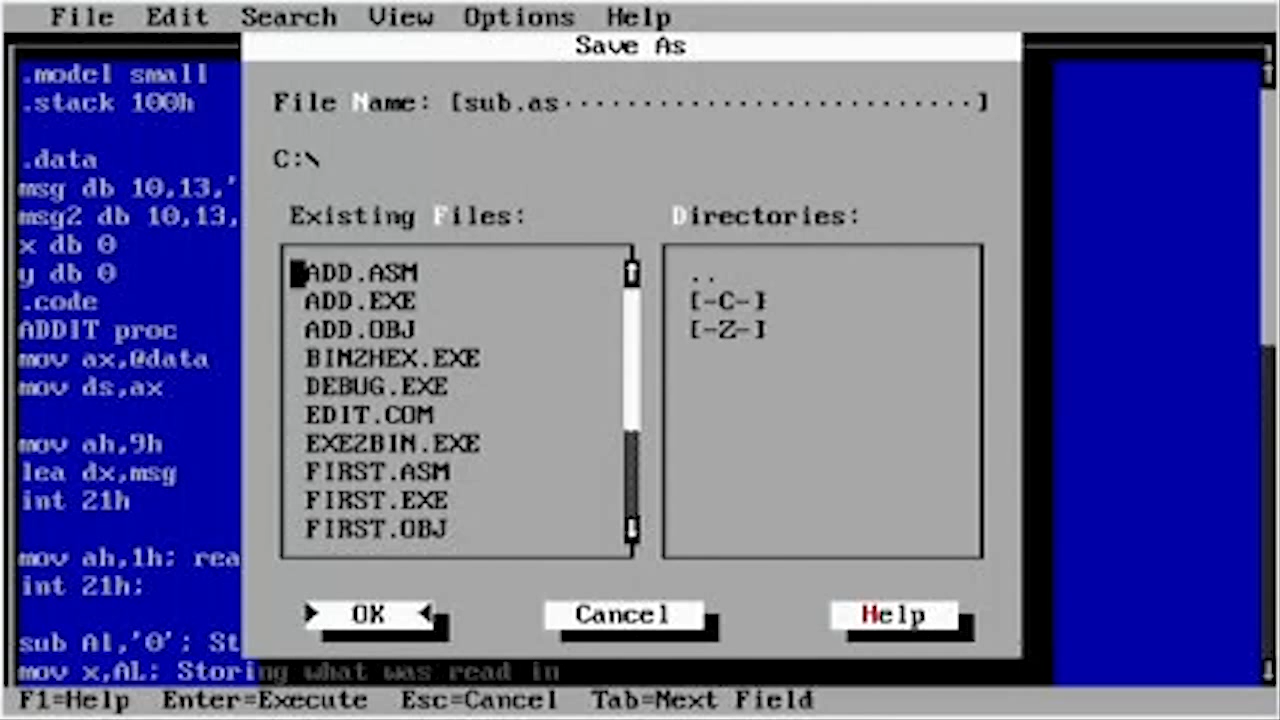 File Edit Search View Options Help
Save As
.model small
.stack 100h
File Name: [sub.as···························]
.data
C:\
msg db 10,13,'
msg2 db 10,13,
Existing Files: Directories:
x db 0
y db 0
.code
ADDIT proc
mov ax,@data
mov ds,ax
mov ah,9h
lea dx,msg
int 21h
mov ah,1h; rea
int 21h;
sub Al,'0'; St
mov x,AL; Storing what was read in
ADD.ASM
ADD.EXE
ADD.OBJ
BIN2HEX.EXE
DEBUG.EXE
EDIT.COM
EXE2BIN.EXE
FIRST.ASM
FIRST.EXE
FIRST.OBJ
..
[-C-]
[-Z-]
OK Cancel Help
F1=Help Enter=Execute Esc=Cancel Tab=Next Field